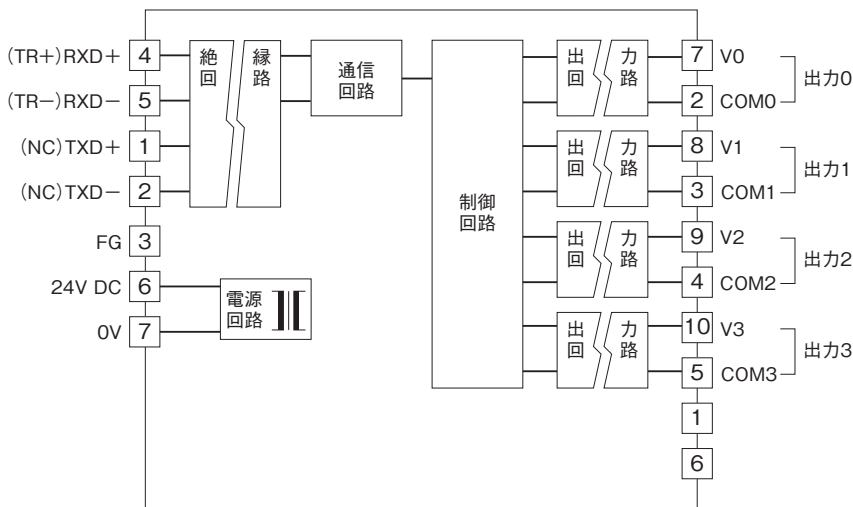 (TR+)RXD+ 4
(TR−)RXD− 5
(NC)TXD+ 1
(NC)TXD− 2
FG 3
24V DC 6
0V 7
絶縁
回路
通信
回路
電源
回路
制御
回路
出力
回路
7 V0
2 COM0
出力0
出力
回路
8 V1
3 COM1
出力1
出力
回路
9 V2
4 COM2
出力2
出力
回路
10 V3
5 COM3
出力3
1
6